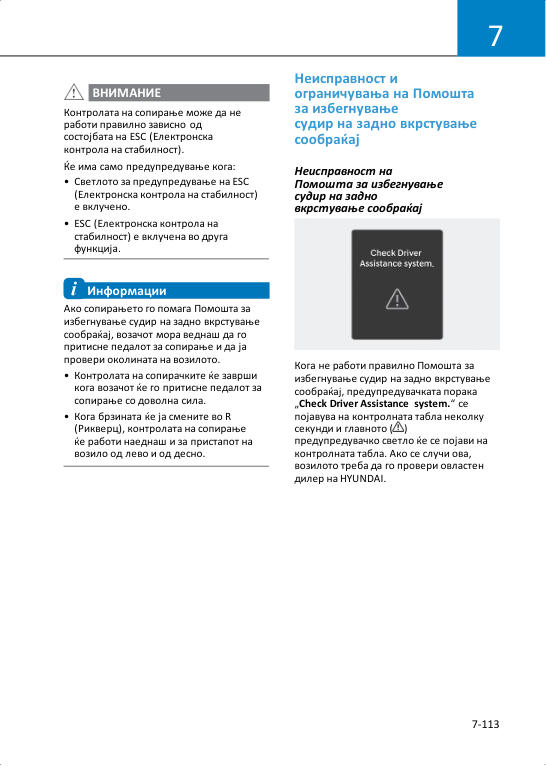 7
ВНИМАНИЕ
Контролата на сопирање може да не
работи правилно зависно од
состојбата на ESC (Електронска
контрола на стабилност).
Ќе има само предупредување кога:
• Светлото за предупредување на ESC
(Електронска контрола на стабилност)
е вклучено.
• ESC (Електронска контрола на
стабилност) е вклучена во друга
функција.
i Информации
Ако сопирањето го помага Помошта за
избегнување судир на задно вкрстување
сообраќај, возачот мора веднаш да го
притисне педалот за сопирање и да ја
провери околината на возилото.
• Контролата на сопирачките ќе заврши
кога возачот ќе го притисне педалот за
сопирање со доволна сила.
• Кога брзината ќе ја смените во R
(Рикверц), контролата на сопирање
ќе работи наеднаш и за пристапот на
возило од лево и од десно.
Неисправност и
ограничувања на Помошта
за избегнување
судир на задно вкрстување
сообраќај
Неисправност на
Помошта за избегнување
судир на задно
вкрстување сообраќај
Check Driver
Assistance system.
Кога не работи правилно Помошта за
избегнување судир на задно вкрстување
сообраќај, предупредувачката порака
„Check Driver Assistance system.“ се
појавува на контролната табла неколку
секунди и главното (⚠)
предупредувачко светло ќе се појави на
контролната табла. Ако се случи ова,
возилото треба да го провери овластен
дилер на HYUNDAI.
7-113